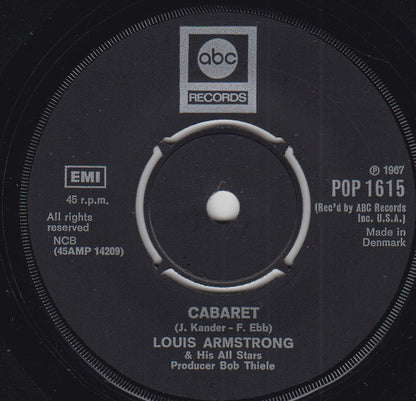 abc
RECORDS
EMI
45 r.p.m.
All rights
reserved
NCB
(45AMP 14209)
℗ 1967
POP 1615
(Rec'd by ABC Records
Inc. U.S.A.)
Made in
Denmark
CABARET
(J. Kander - F. Ebb)
LOUIS ARMSTRONG
& His All Stars
Producer Bob Thiele